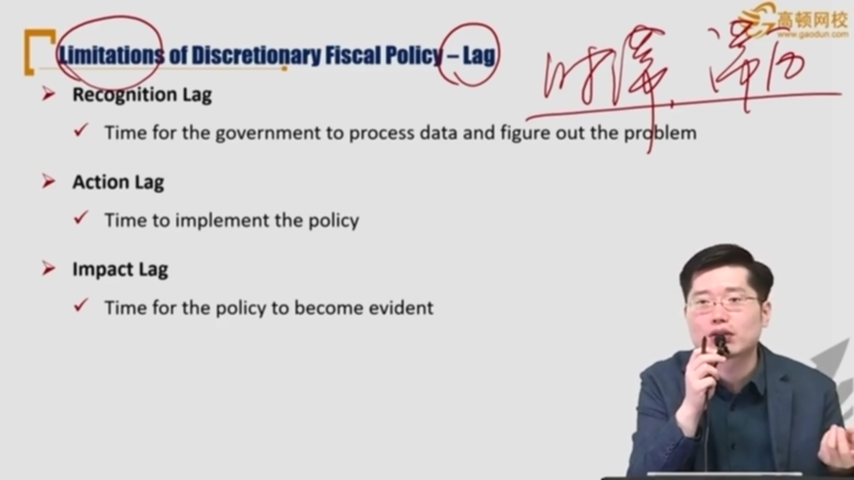 高顿网校
www.gaodun.com
Limitations of Discretionary Fiscal Policy – Lag
Recognition Lag
Time for the government to process data and figure out the problem
Action Lag
Time to implement the policy
Impact Lag
Time for the policy to become evident
时滞 滞后